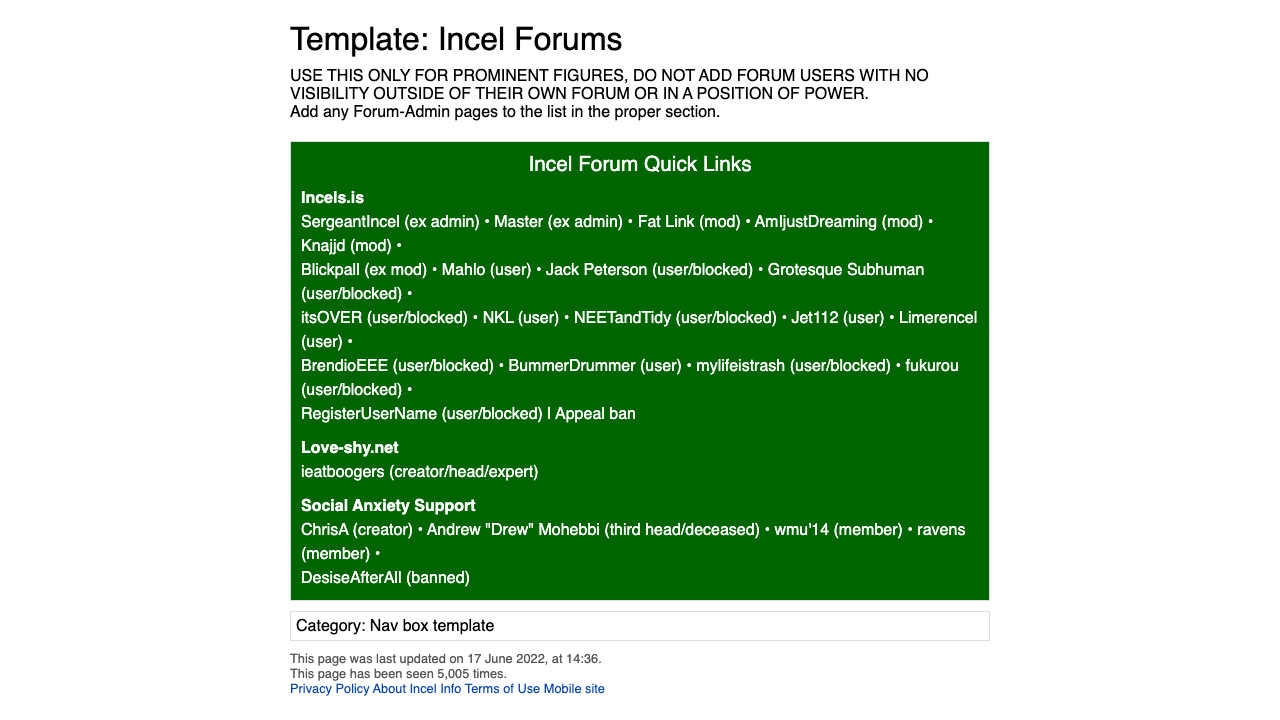 Template: Incel Forums
USE THIS ONLY FOR PROMINENT FIGURES, DO NOT ADD FORUM USERS WITH NO
VISIBILITY OUTSIDE OF THEIR OWN FORUM OR IN A POSITION OF POWER.
Add any Forum-Admin pages to the list in the proper section.
Incel Forum Quick Links
Incels.is
SergeantIncel (ex admin) • Master (ex admin) • Fat Link (mod) • AmIjustDreaming (mod) •
Knajjd (mod) •
Blickpall (ex mod) • Mahlo (user) • Jack Peterson (user/blocked) • Grotesque Subhuman
(user/blocked) •
itsOVER (user/blocked) • NKL (user) • NEETandTidy (user/blocked) • Jet112 (user) • Limerencel
(user) •
BrendioEEE (user/blocked) • BummerDrummer (user) • mylifeistrash (user/blocked) • fukurou
(user/blocked) •
RegisterUserName (user/blocked) I Appeal ban
Love-shy.net
ieatboogers (creator/head/expert)
Social Anxiety Support
ChrisA (creator) • Andrew "Drew" Mohebbi (third head/deceased) • wmu'14 (member) • ravens
(member) •
DesiseAfterAll (banned)
Category: Nav box template
This page was last updated on 17 June 2022, at 14:36.
This page has been seen 5,005 times.
Privacy Policy About Incel Info Terms of Use Mobile site